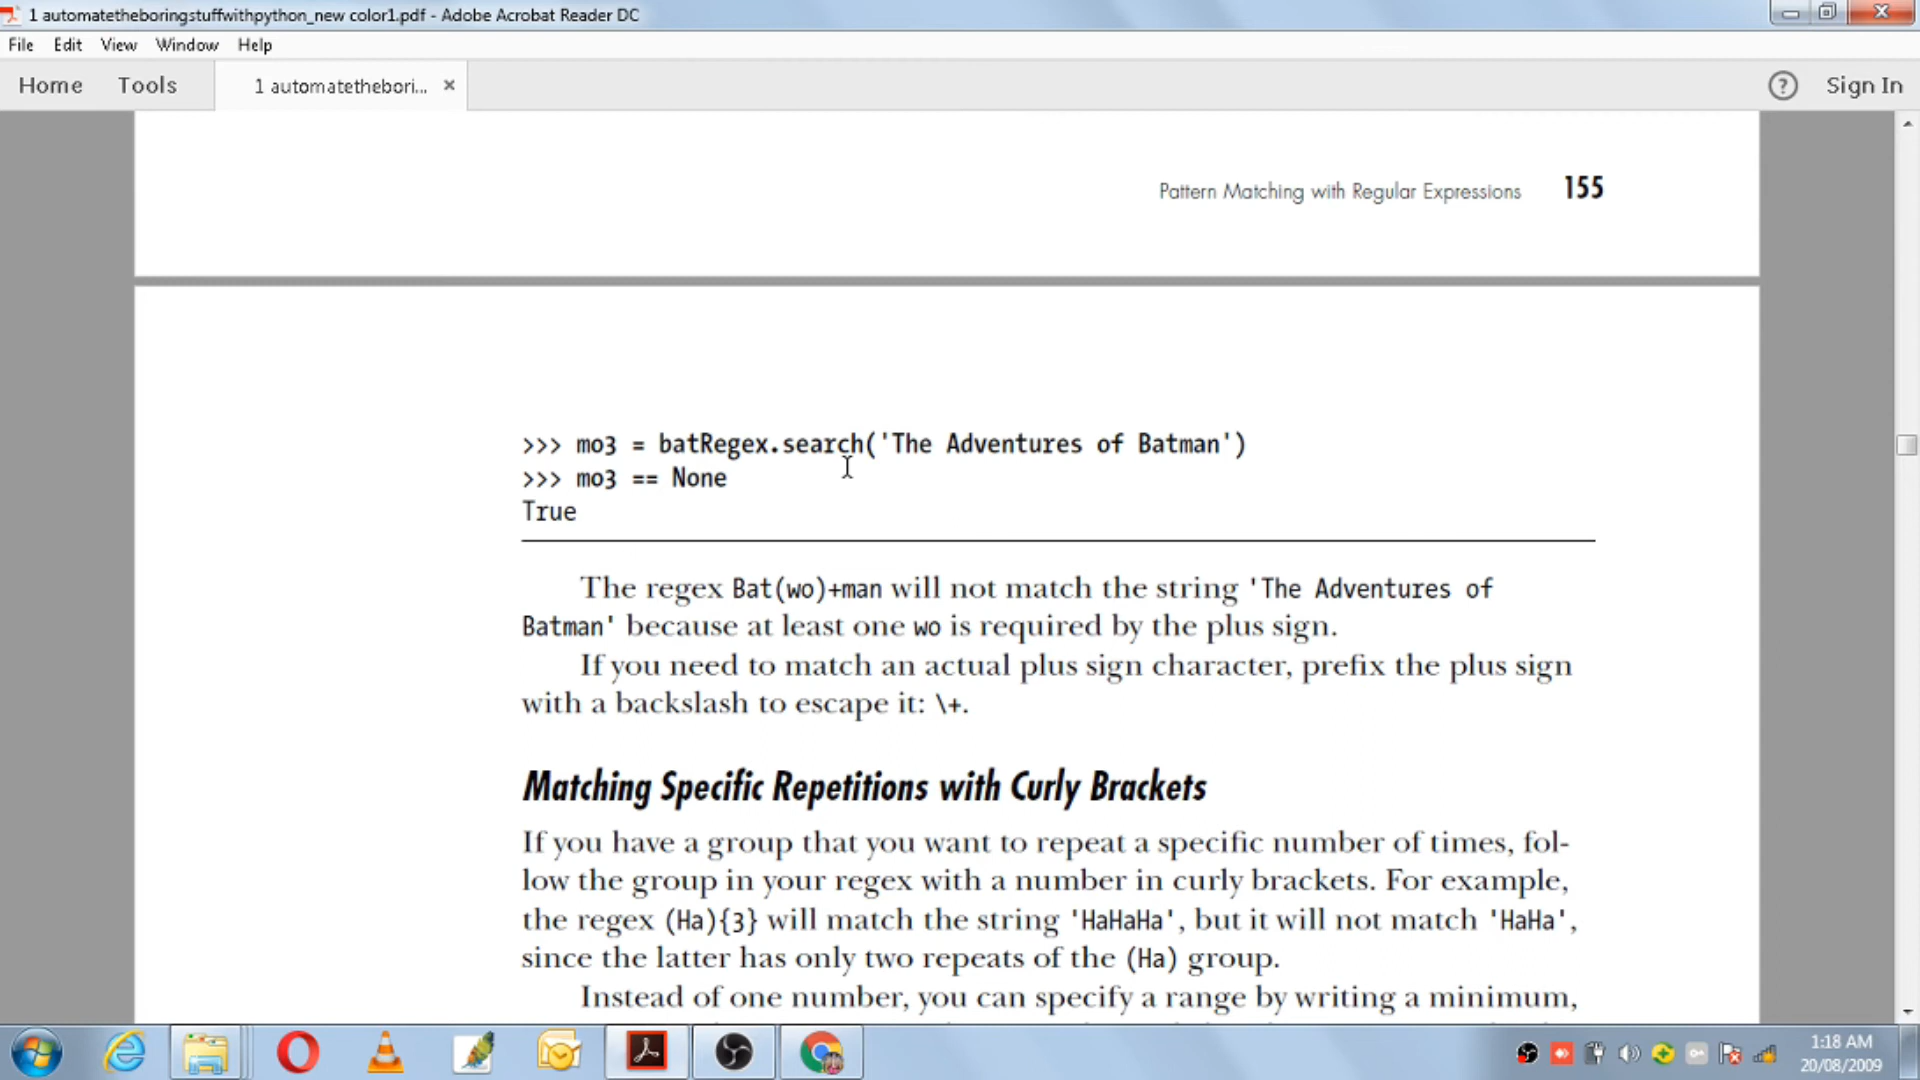 1 automatetheboringstuffwithpython_new color1.pdf - Adobe Acrobat Reader DC
File Edit View Window Help
Home Tools 1 automatethebori... × ? Sign In
Pattern Matching with Regular Expressions 155
>>> mo3 = batRegex.search('The Adventures of Batman')
>>> mo3 == None
True
The regex Bat(wo)+man will not match the string 'The Adventures of
Batman' because at least one wo is required by the plus sign.
If you need to match an actual plus sign character, prefix the plus sign
with a backslash to escape it: \+.
Matching Specific Repetitions with Curly Brackets
If you have a group that you want to repeat a specific number of times, fol-
low the group in your regex with a number in curly brackets. For example,
the regex (Ha){3} will match the string 'HaHaHa', but it will not match 'HaHa',
since the latter has only two repeats of the (Ha) group.
Instead of one number, you can specify a range by writing a minimum,
1:18 AM
20/08/2009